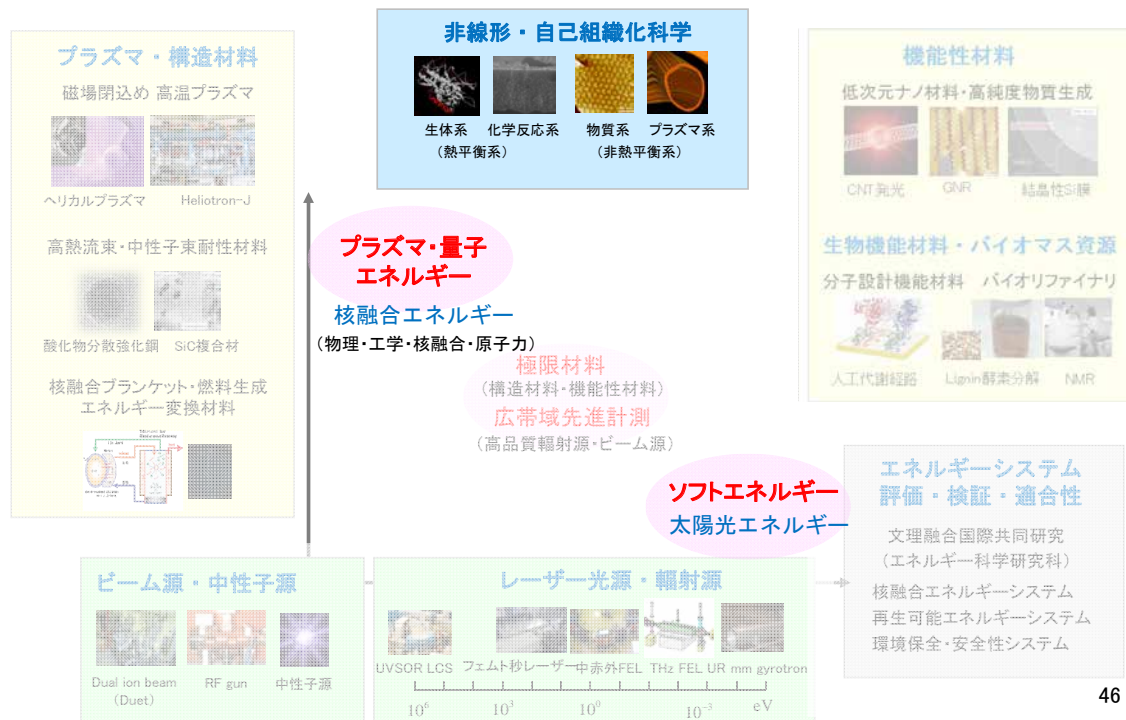 非線形・自己組織化科学
生体系 化学反応系 物質系 プラズマ系
(熱平衡系) (非熱平衡系)
プラズマ・構造材料
磁場閉込め 高温プラズマ
ヘリカルプラズマ Heliotron-J
高熱流束・中性子束耐性材料
酸化物分散強化鋼 SiC複合材
核融合ブランケット・燃料生成
エネルギー変換材料
機能性材料
低次元ナノ材料・高純度物質生成
CNT発光 GNR 結晶性Si膜
生物機能材料・バイオマス資源
分子設計機能材料 バイオリファイナリ
人工代謝経路 Lignin酵素分解 NMR
プラズマ・量子
エネルギー
核融合エネルギー
(物理・工学・核融合・原子力)
極限材料
(構造材料・機能性材料)
広帯域先進計測
(高品質輻射源・ビーム源)
ソフトエネルギー
太陽光エネルギー
エネルギーシステム
評価・検証・適合性
文理融合国際共同研究
(エネルギー科学研究科)
核融合エネルギーシステム
再生可能エネルギーシステム
環境保全・安全性システム
ビーム源・中性子源
Dual ion beam RF gun 中性子源
(Duet)
レーザー光源・輻射源
UVSOR LCS フェムト秒レーザー 中赤外FEL THz FEL UR mm gyrotron
10⁶ 10³ 10⁰ 10⁻³ eV
46